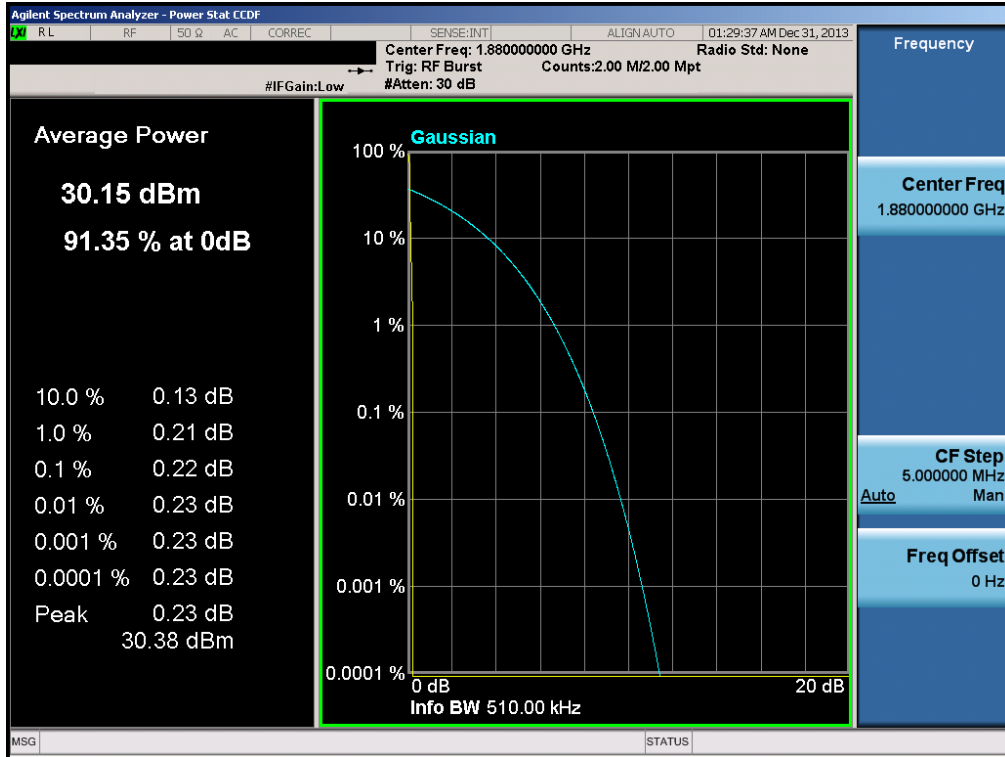 Agilent Spectrum Analyzer - Power Stat CCDF
LXI RL RF 50 Ω AC CORREC SENSE:INT ALIGN AUTO 01:29:37 AM Dec 31, 2013
Center Freq: 1.880000000 GHz Radio Std: None
Trig: RF Burst Counts:2.00 M/2.00 Mpt
#IFGain:Low #Atten: 30 dB
Frequency
Average Power
30.15 dBm
91.35 % at 0dB
10.0 % 0.13 dB
1.0 % 0.21 dB
0.1 % 0.22 dB
0.01 % 0.23 dB
0.001 % 0.23 dB
0.0001 % 0.23 dB
Peak 0.23 dB
30.38 dBm
Gaussian
100 %
10 %
1 %
0.1 %
0.01 %
0.001 %
0.0001 %
0 dB 20 dB
Info BW 510.00 kHz
Center Freq
1.880000000 GHz
CF Step
5.000000 MHz
Auto Man
Freq Offset
0 Hz
MSG STATUS